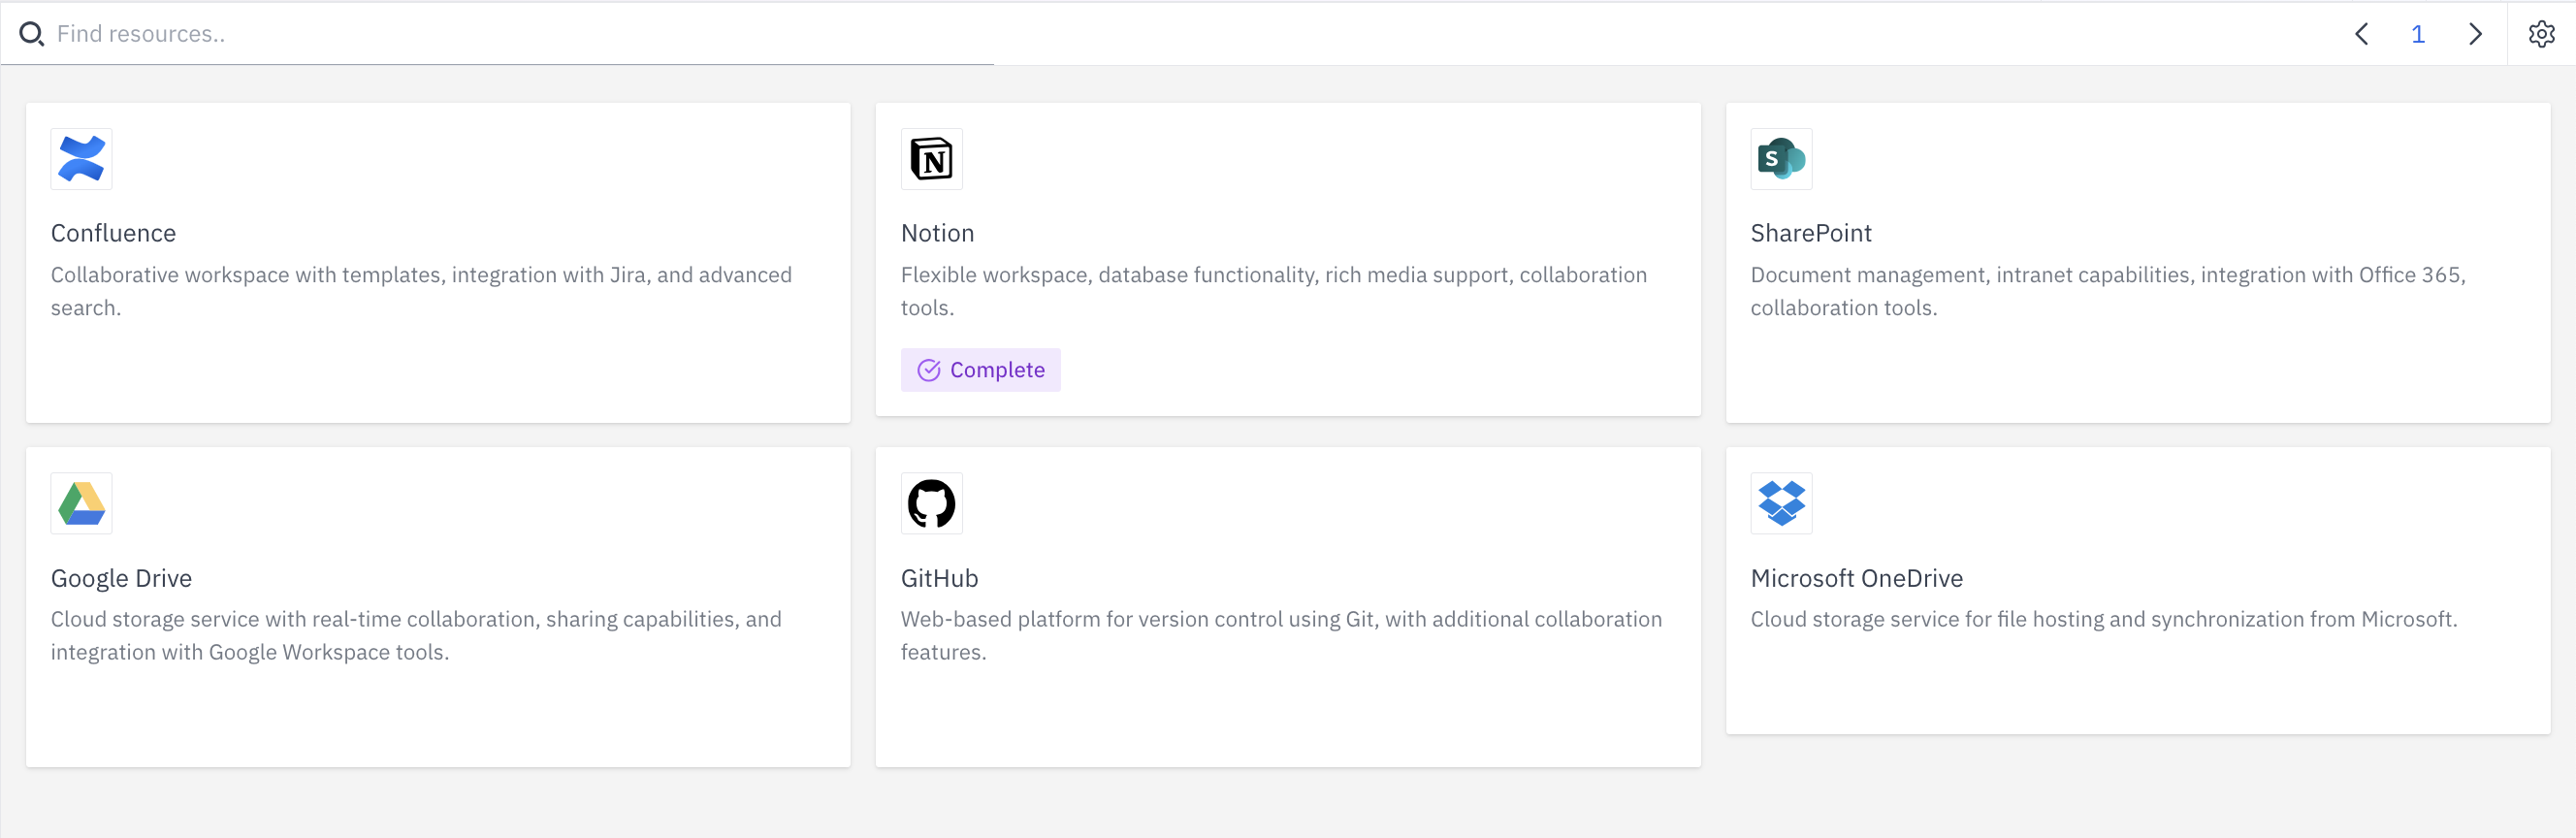 Find resources..
1
Confluence
Collaborative workspace with templates, integration with Jira, and advanced
search.
N
Notion
Flexible workspace, database functionality, rich media support, collaboration
tools.
Complete
S
SharePoint
Document management, intranet capabilities, integration with Office 365,
collaboration tools.
Google Drive
Cloud storage service with real-time collaboration, sharing capabilities, and
integration with Google Workspace tools.
GitHub
Web-based platform for version control using Git, with additional collaboration
features.
Microsoft OneDrive
Cloud storage service for file hosting and synchronization from Microsoft.